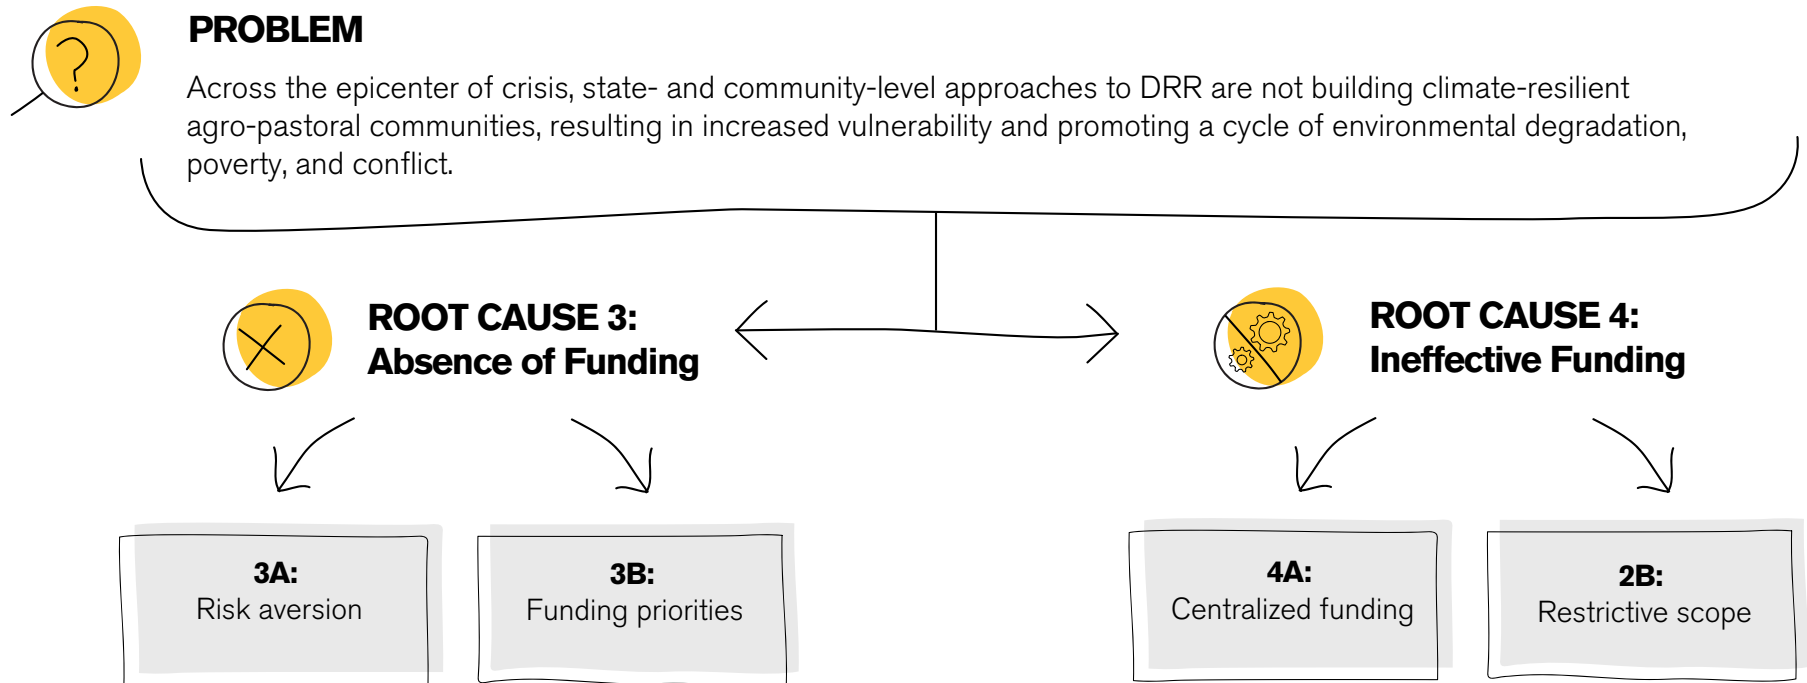 PROBLEM
Across the epicenter of crisis, state- and community-level approaches to DRR are not building climate-resilient
agro-pastoral communities, resulting in increased vulnerability and promoting a cycle of environmental degradation,
poverty, and conflict.
ROOT CAUSE 3:
Absence of Funding
ROOT CAUSE 4:
Ineffective Funding
3A:
Risk aversion
3B:
Funding priorities
4A:
Centralized funding
2B:
Restrictive scope